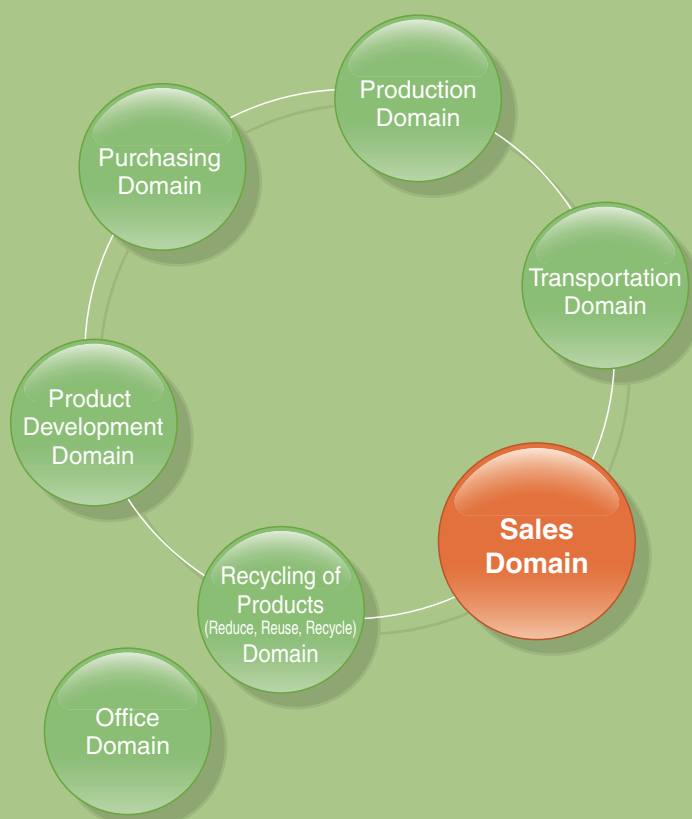 Production
Domain
Purchasing
Domain
Transportation
Domain
Product
Development
Domain
Sales
Domain
Recycling of
Products
(Reduce, Reuse, Recycle)
Domain
Office
Domain